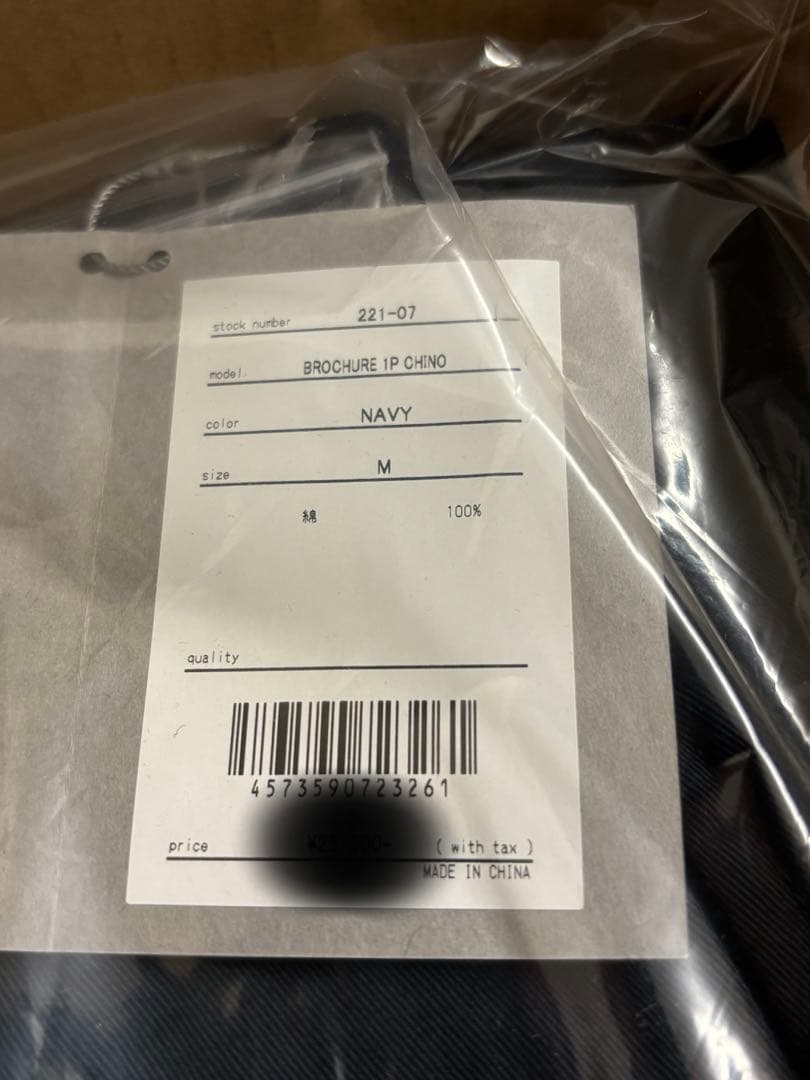 stock number 221-07
model BROCHURE 1P CHINO
color NAVY
size M
綿 100%
quality
4573590723261
price ( with tax )
MADE IN CHINA